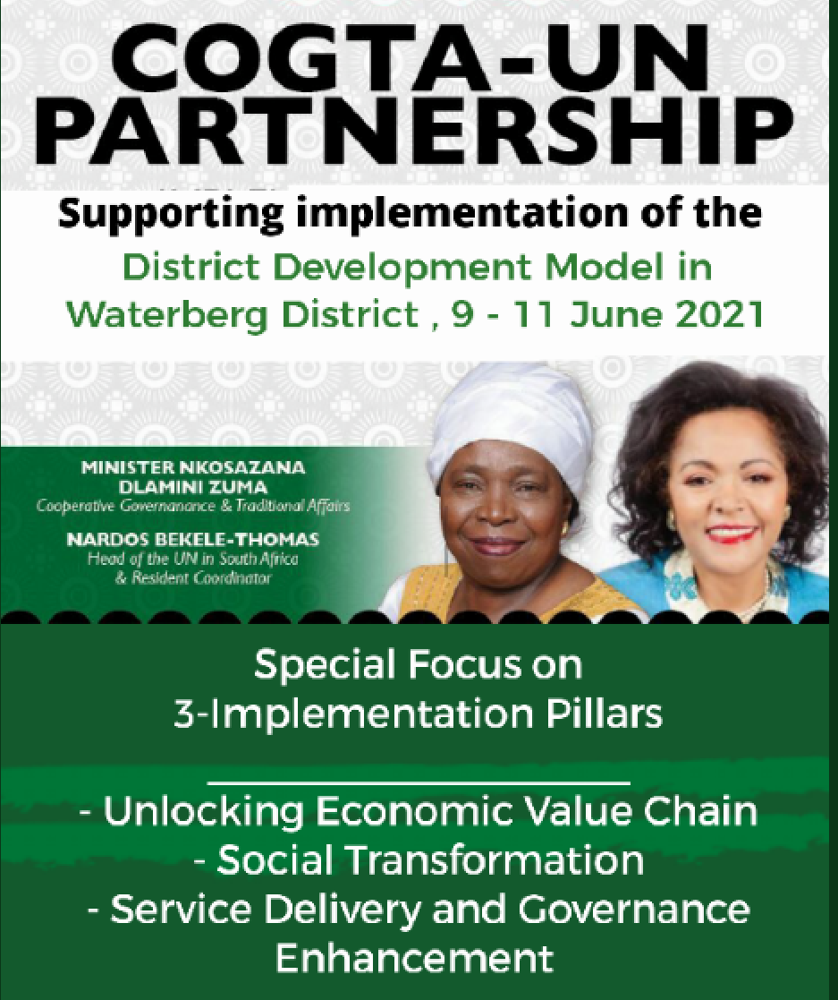 COGTA-UN
PARTNERSHIP
Supporting implementation of the
District Development Model in
Waterberg District , 9 - 11 June 2021
MINISTER NKOSAZANA
DLAMINI ZUMA
Cooperative Governanance & Traditional Affairs
NARDOS BEKELE-THOMAS
Head of the UN in South Africa
& Resident Coordinator
Special Focus on
3-Implementation Pillars
- Unlocking Economic Value Chain
- Social Transformation
- Service Delivery and Governance
Enhancement